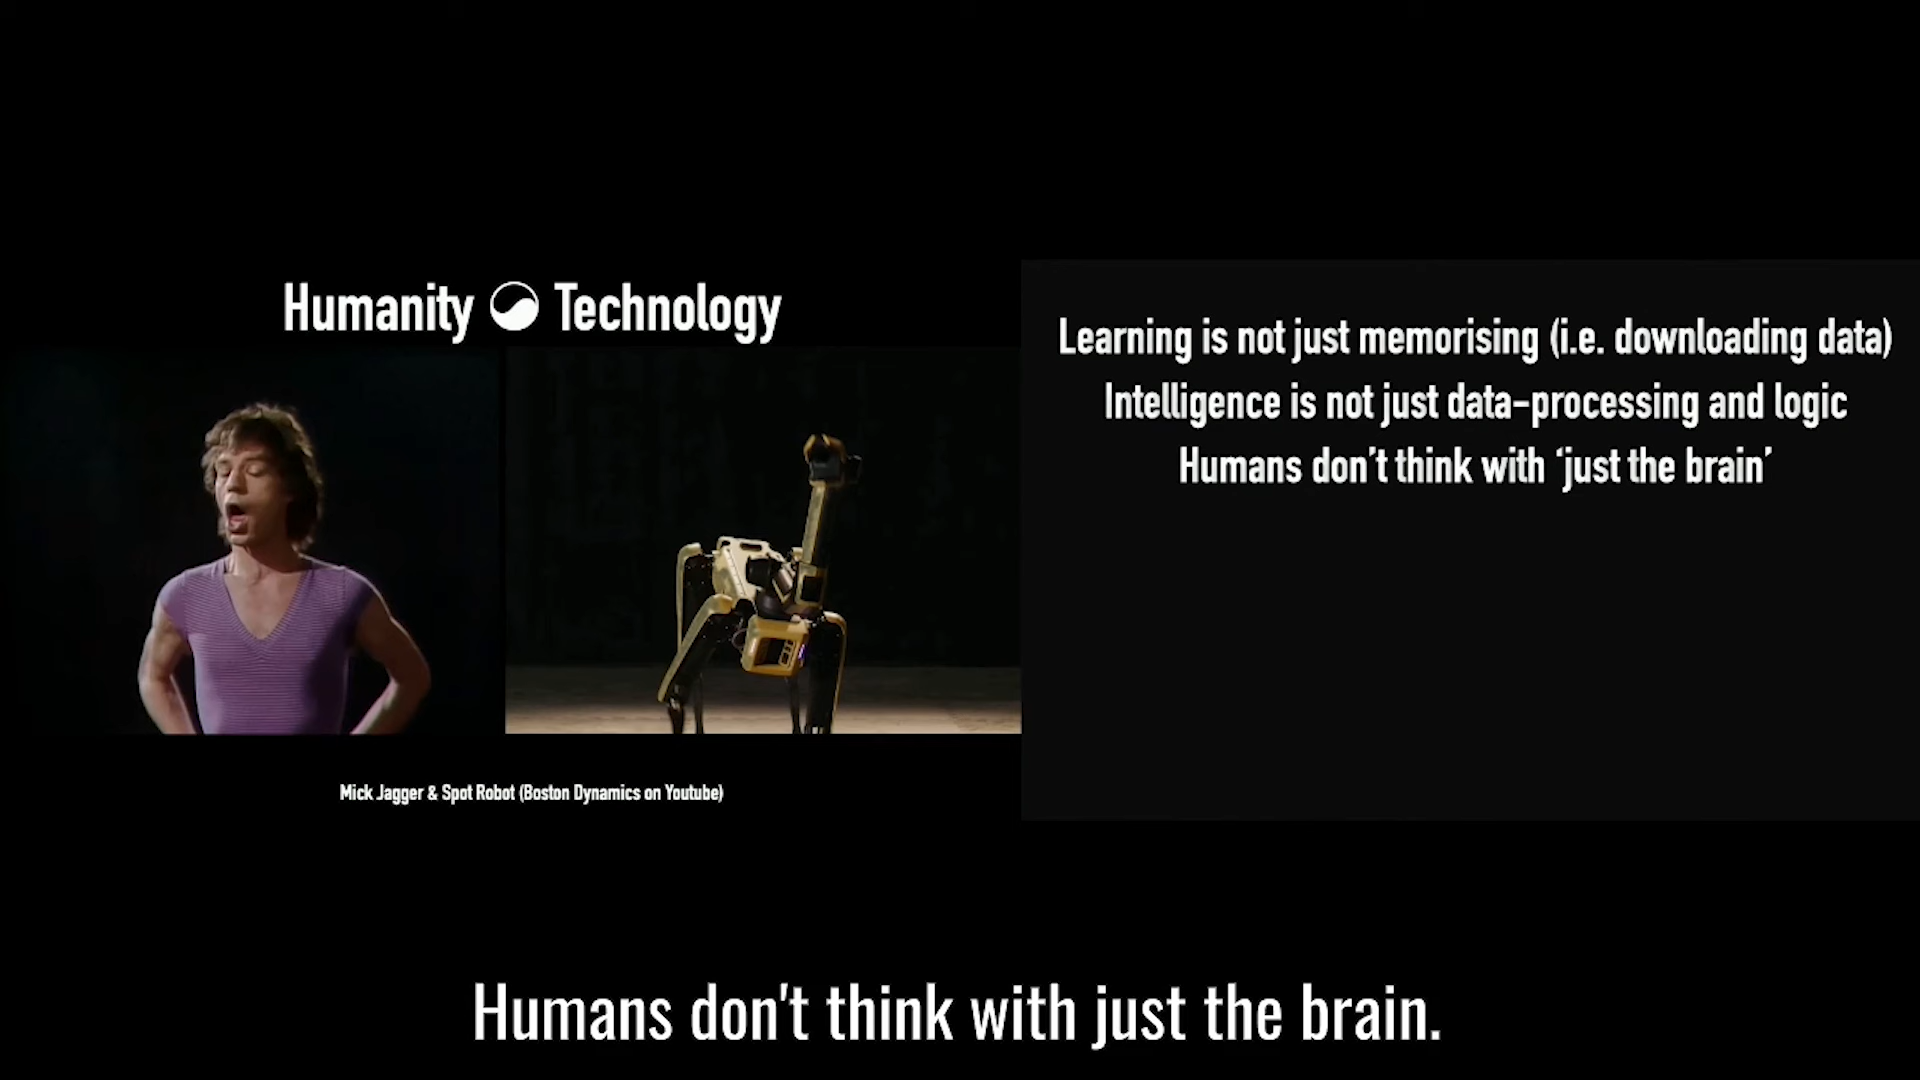 Humanity Technology
Mick Jagger & Spot Robot (Boston Dynamics on Youtube)
Learning is not just memorising (i.e. downloading data)
Intelligence is not just data-processing and logic
Humans don’t think with ‘just the brain’
Humans don't think with just the brain.